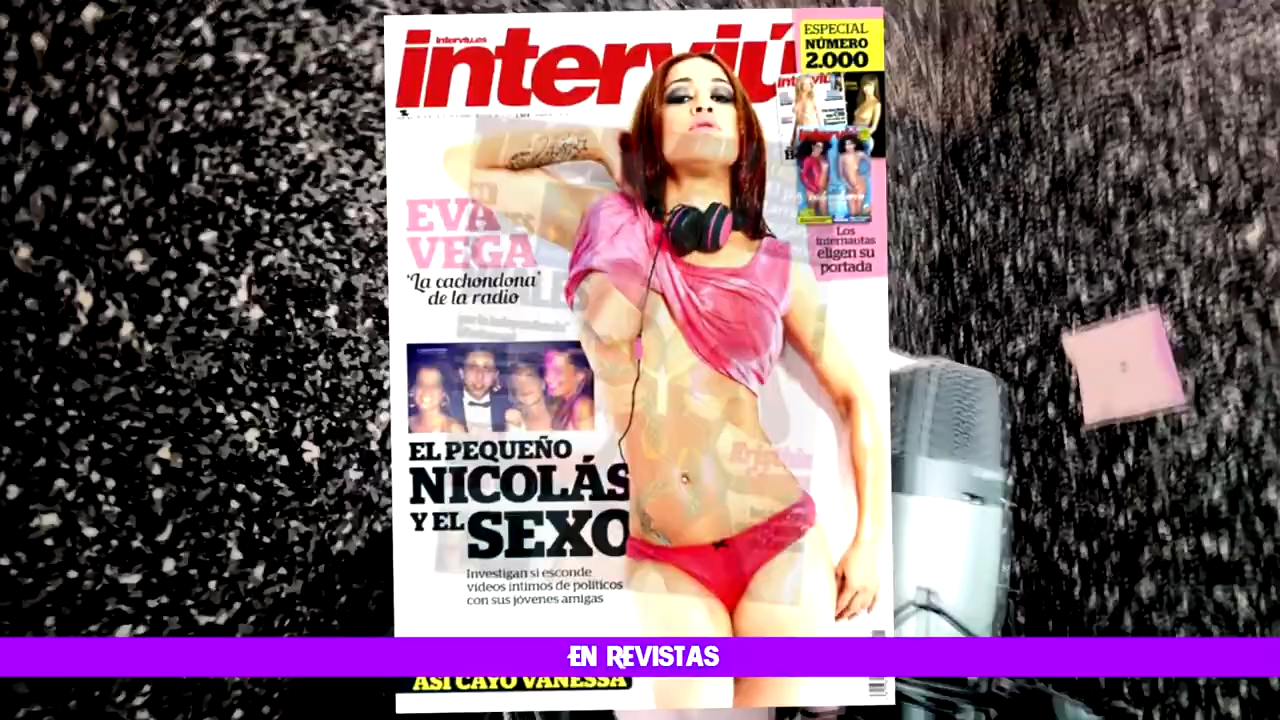 interviu.es
interviú
ESPECIAL
NÚMERO
2.000
Los
internautas
eligen su
portada
EVA
VEGA
'La cachondona'
de la radio
EL PEQUEÑO
NICOLÁS
Y EL SEXO
Investigan si esconde
vídeos íntimos de políticos
con sus jóvenes amigas
EN REVISTAS
ASÍ CAYÓ VANESSA